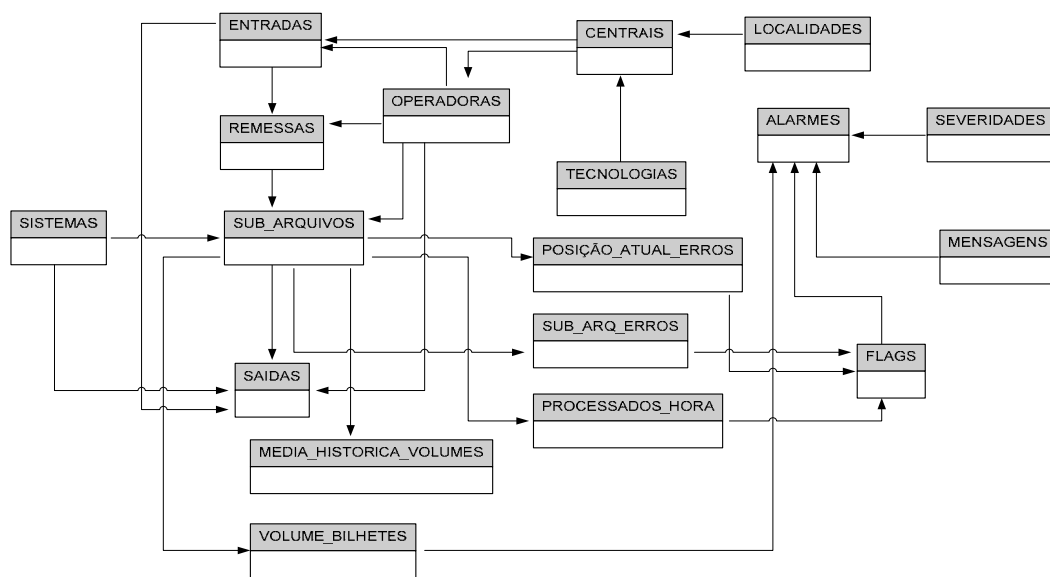 ENTRADAS
CENTRAIS
LOCALIDADES
OPERADORAS
REMESSAS
ALARMES
SEVERIDADES
TECNOLOGIAS
SISTEMAS
SUB_ARQUIVOS
POSIÇÃO_ATUAL_ERROS
MENSAGENS
SUB_ARQ_ERROS
SAIDAS
FLAGS
PROCESSADOS_HORA
MEDIA_HISTORICA_VOLUMES
VOLUME_BILHETES